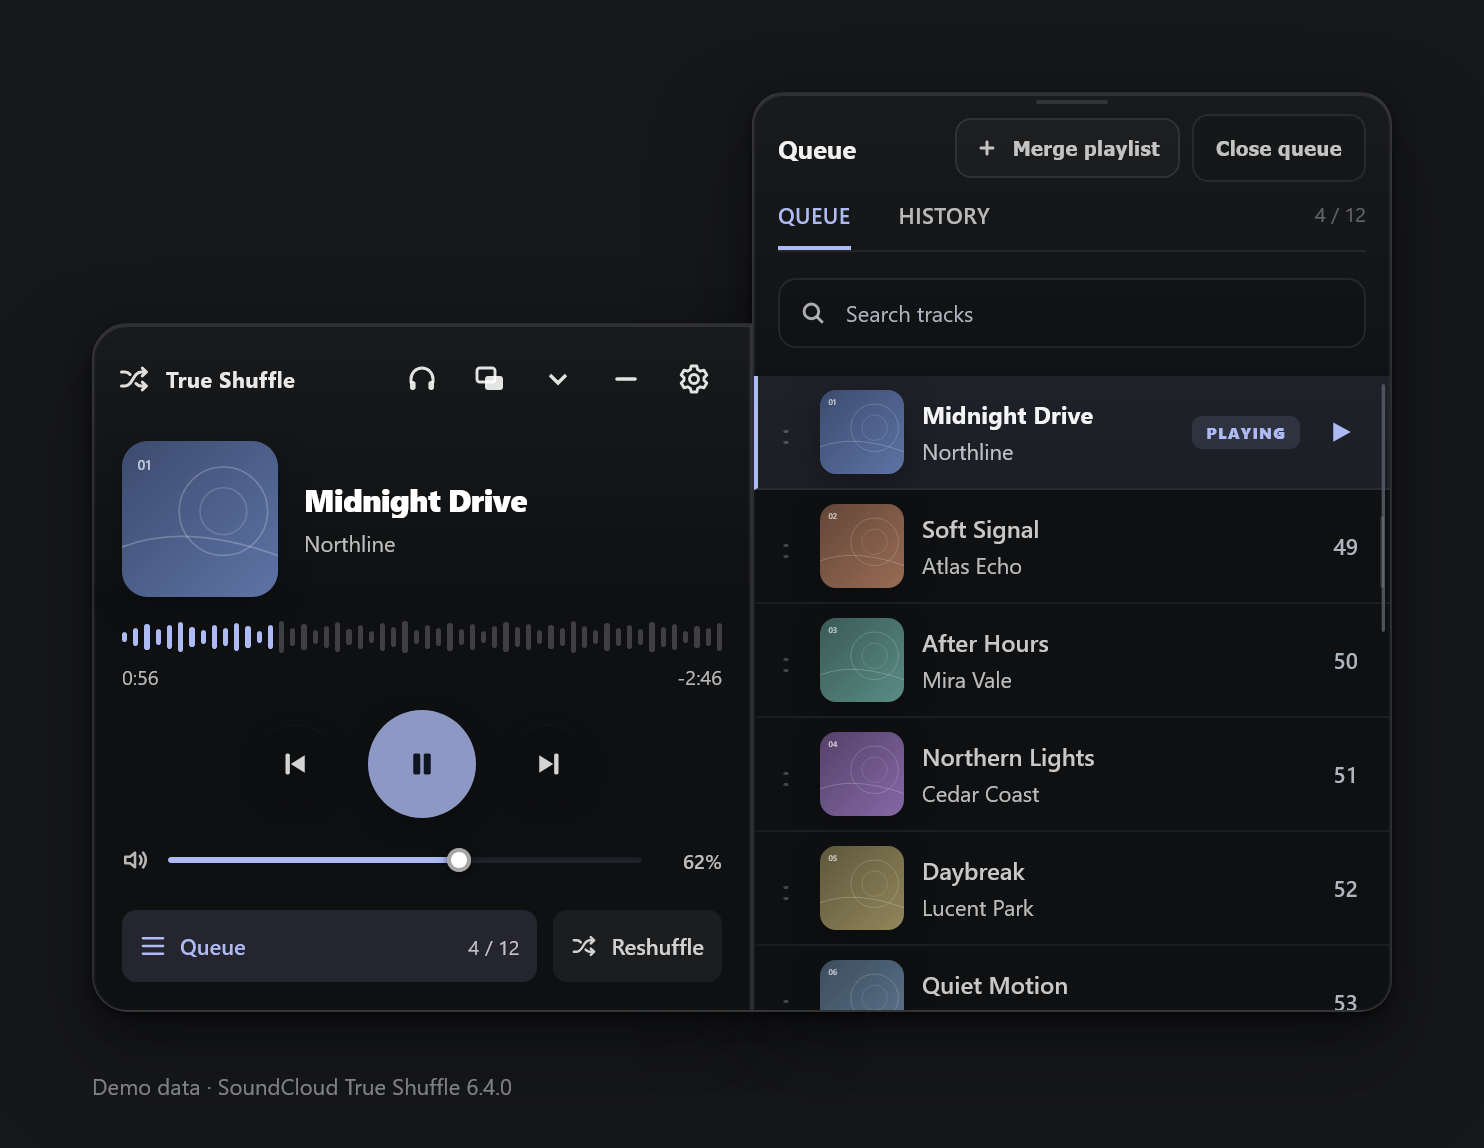 Queue
+ Merge playlist
Close queue
QUEUE
HISTORY
4 / 12
Search tracks
True Shuffle
01
Midnight Drive
Northline
0:56
-2:46
62%
Queue
4 / 12
Reshuffle
01
Midnight Drive
Northline
PLAYING
02
Soft Signal
Atlas Echo
49
03
After Hours
Mira Vale
50
04
Northern Lights
Cedar Coast
51
05
Daybreak
Lucent Park
52
06
Quiet Motion
53
Demo data · SoundCloud True Shuffle 6.4.0